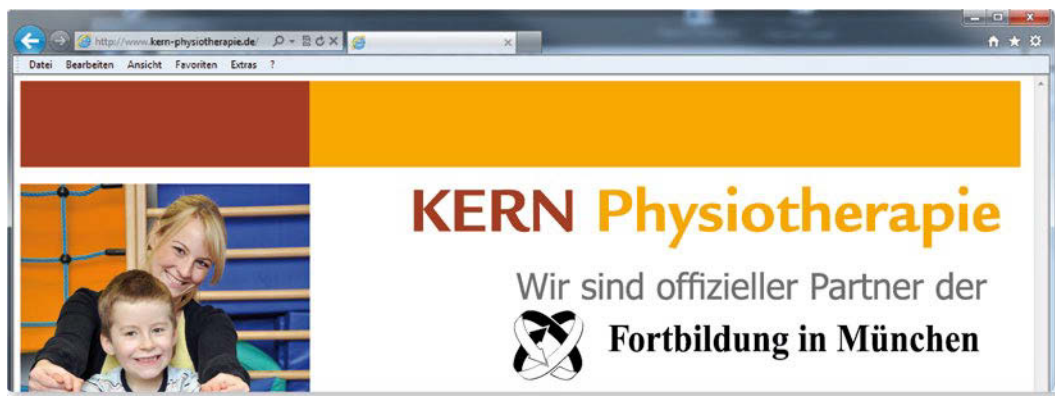 http://www.kern-physiotherapie.de/
Datei Bearbeiten Ansicht Favoriten Extras ?
KERN Physiotherapie
Wir sind offizieller Partner der
Fortbildung in München